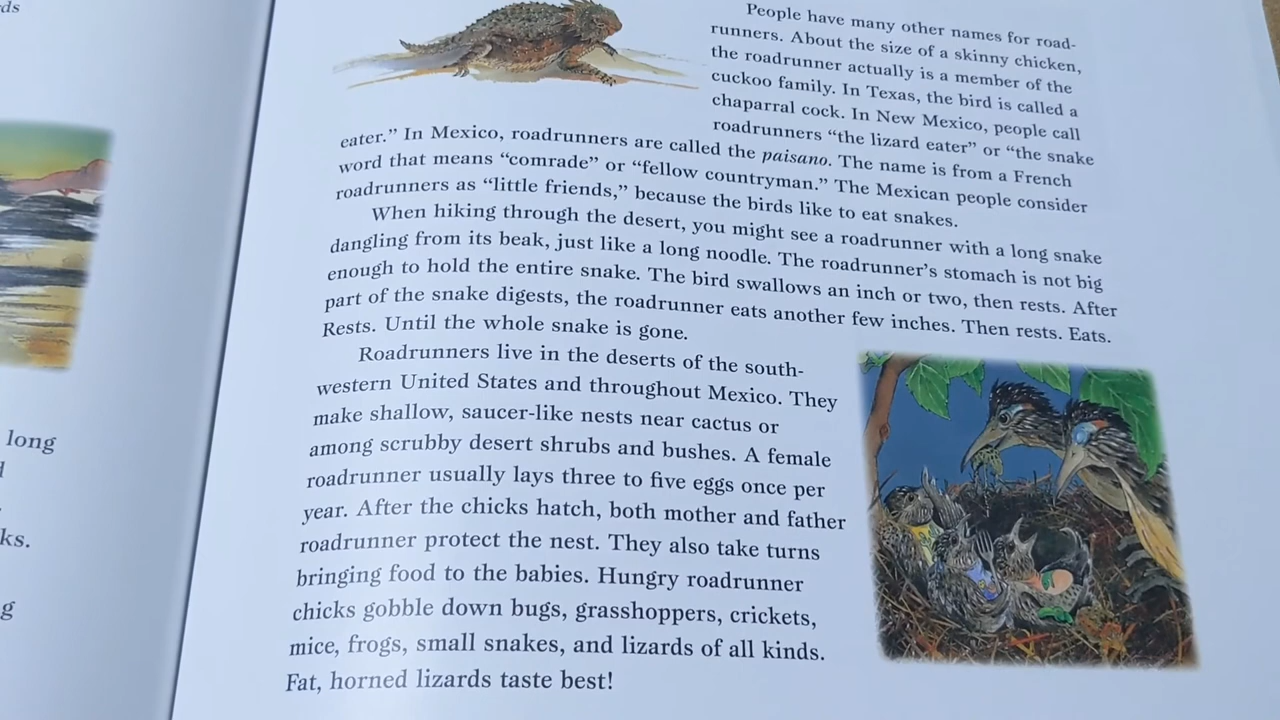 ds
long
ks.
g
People have many other names for road-
runners. About the size of a skinny chicken,
the roadrunner actually is a member of the
cuckoo family. In Texas, the bird is called a
chaparral cock. In New Mexico, people call
roadrunners “the lizard eater” or “the snake
eater.” In Mexico, roadrunners are called the paisano. The name is from a French
word that means “comrade” or “fellow countryman.” The Mexican people consider
roadrunners as “little friends,” because the birds like to eat snakes.
When hiking through the desert, you might see a roadrunner with a long snake
dangling from its beak, just like a long noodle. The roadrunner’s stomach is not big
enough to hold the entire snake. The bird swallows an inch or two, then rests. After
part of the snake digests, the roadrunner eats another few inches. Then rests. Eats.
Rests. Until the whole snake is gone.
Roadrunners live in the deserts of the south-
western United States and throughout Mexico. They
make shallow, saucer-like nests near cactus or
among scrubby desert shrubs and bushes. A female
roadrunner usually lays three to five eggs once per
year. After the chicks hatch, both mother and father
roadrunner protect the nest. They also take turns
bringing food to the babies. Hungry roadrunner
chicks gobble down bugs, grasshoppers, crickets,
mice, frogs, small snakes, and lizards of all kinds.
Fat, horned lizards taste best!